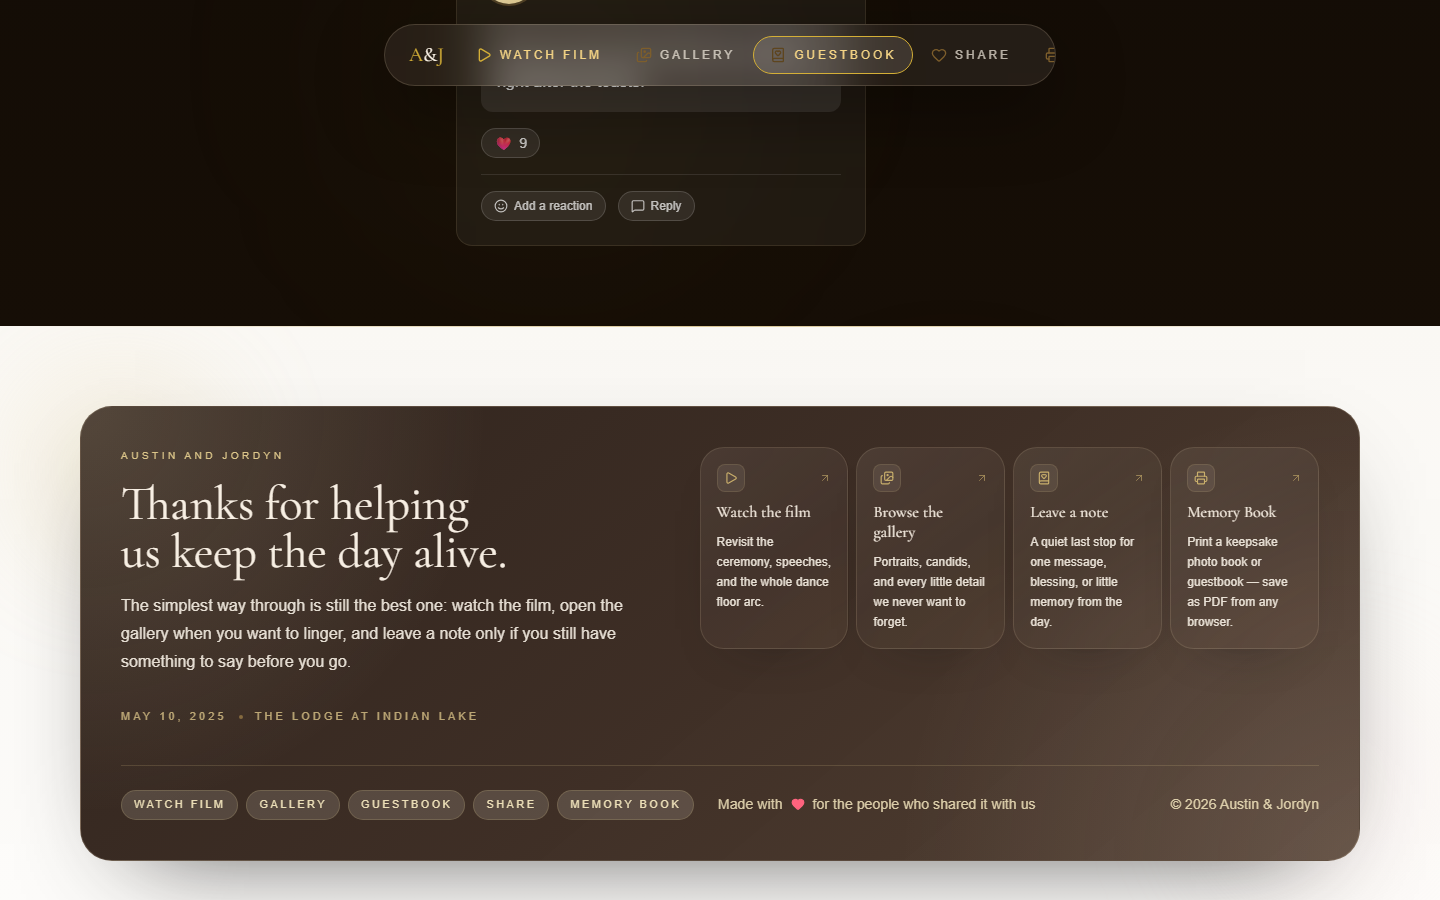 A&J
WATCH FILM
GALLERY
GUESTBOOK
SHARE
9
Add a reaction
Reply
AUSTIN AND JORDYN
Thanks for helping
us keep the day alive.
The simplest way through is still the best one: watch the film, open the
gallery when you want to linger, and leave a note only if you still have
something to say before you go.
MAY 10, 2025 • THE LODGE AT INDIAN LAKE
Watch the film
Revisit the
ceremony, speeches,
and the whole dance
floor arc.
Browse the
gallery
Portraits, candids,
and every little detail
we never want to
forget.
Leave a note
A quiet last stop for
one message,
blessing, or little
memory from the
day.
Memory Book
Print a keepsake
photo book or
guestbook — save
as PDF from any
browser.
WATCH FILM
GALLERY
GUESTBOOK
SHARE
MEMORY BOOK
Made with ♥ for the people who shared it with us
© 2026 Austin & Jordyn